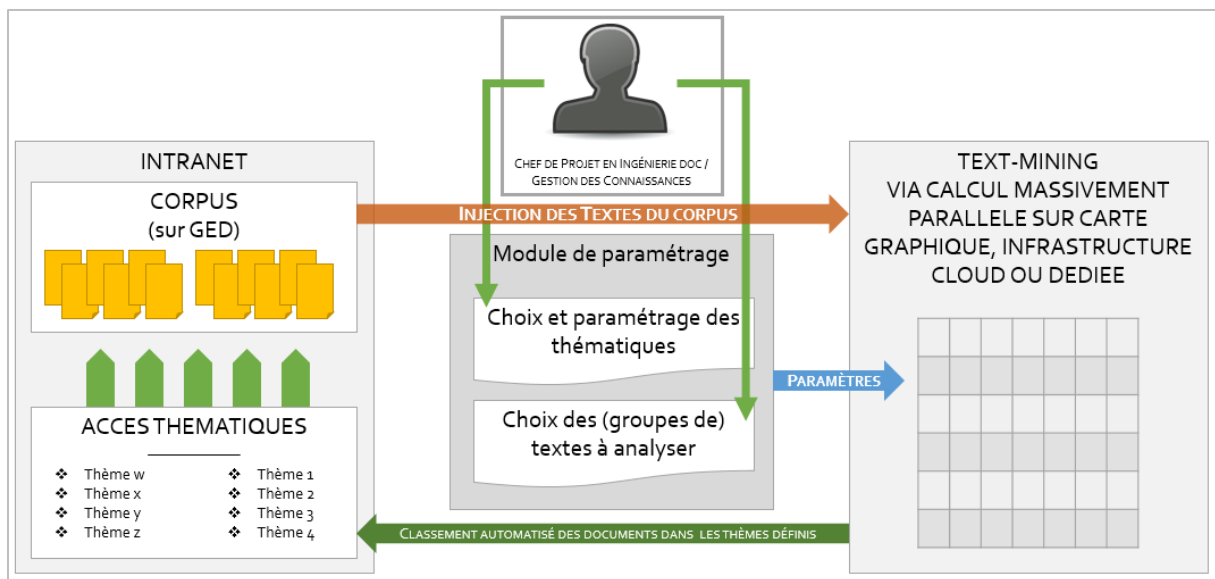 CHEF DE PROJET EN INGÉNIERIE DOC /
GESTION DES CONNAISSANCES
INTRANET
CORPUS
(sur GED)
ACCES THEMATIQUES
❖ Thème w
❖ Thème x
❖ Thème y
❖ Thème z
❖ Thème 1
❖ Thème 2
❖ Thème 3
❖ Thème 4
INJECTION DES TEXTES DU CORPUS
Module de paramétrage
Choix et paramétrage des
thématiques
Choix des (groupes de)
textes à analyser
PARAMÈTRES
CLASSEMENT AUTOMATISÉ DES DOCUMENTS DANS LES THÈMES DÉFINIS
TEXT-MINING
VIA CALCUL MASSIVEMENT
PARALLELE SUR CARTE
GRAPHIQUE, INFRASTRUCTURE
CLOUD OU DEDIEE